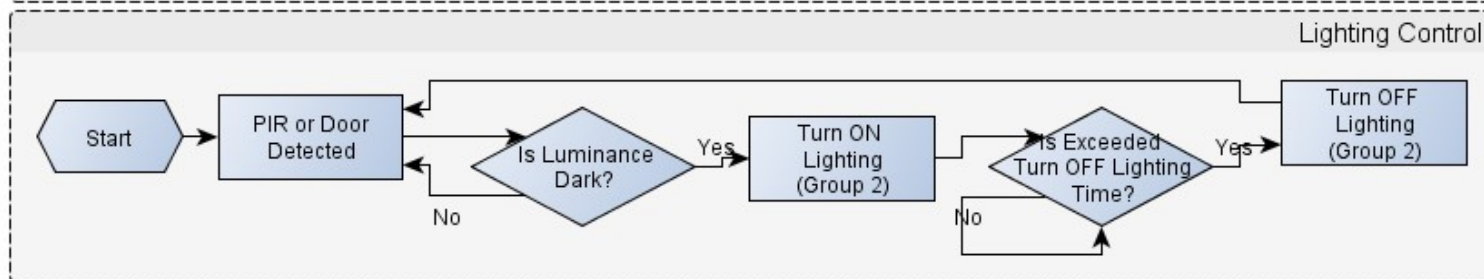 Lighting Control
Start
PIR or Door
Detected
Is Luminance
Dark?
Yes
No
Turn ON
Lighting
(Group 2)
Is Exceeded
Turn OFF Lighting
Time?
Yes
No
Turn OFF
Lighting
(Group 2)